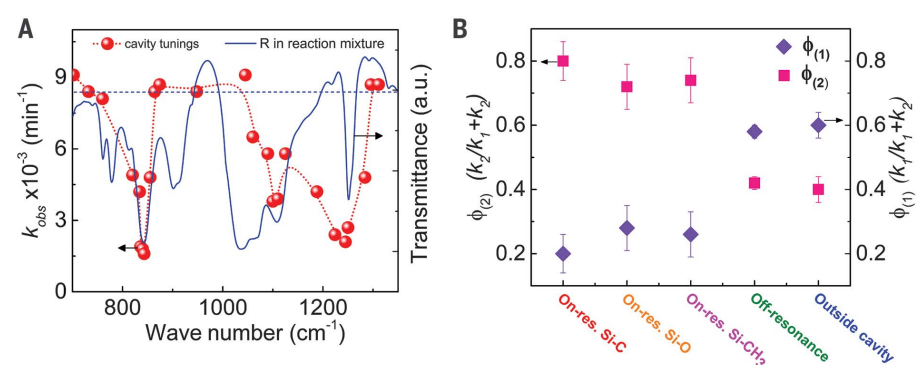 A
cavity tunings
R in reaction mixture
9
6
3
0
k_obs x10⁻³ (min⁻¹)
Transmittance (a.u.)
800
1000
1200
Wave number (cm⁻¹)
B
ϕ(1)
ϕ(2)
0.8
0.6
0.4
0.2
ϕ(2) (k₂/k₁+k₂)
0.8
0.6
0.4
0.2
ϕ(1) (k₁/k₁+k₂)
On-res. Si-C
On-res. Si-O
On-res. Si-CH₃
Off-resonance
Outside cavity